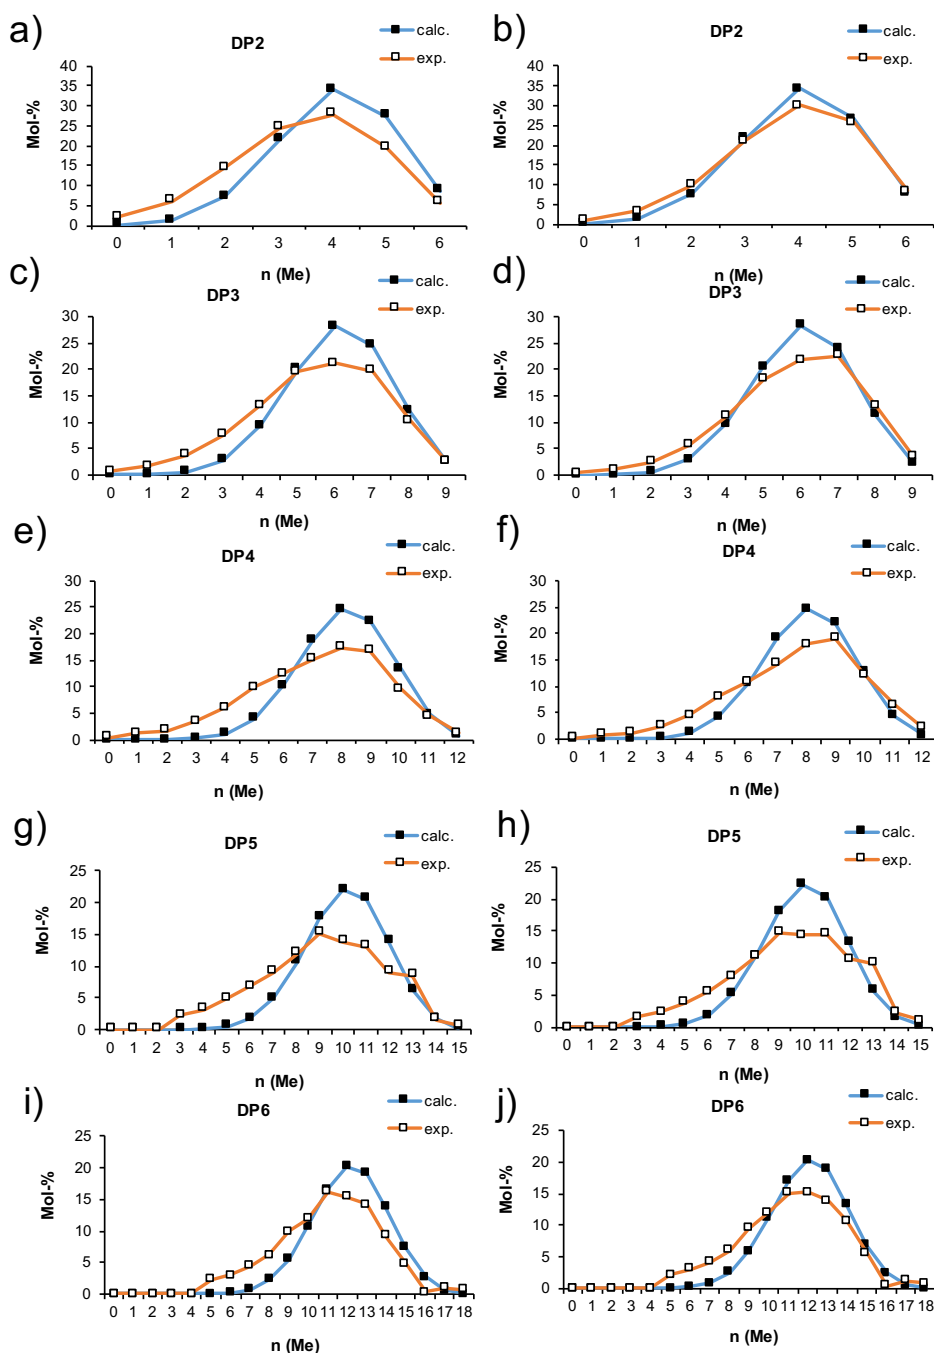 a)
DP2
calc.
exp.
Mol-%
40
35
30
25
20
15
10
5
0
0 1 2 3 4 5 6
n (Me)
b)
DP2
calc.
exp.
Mol-%
40
35
30
25
20
15
10
5
0
0 1 2 3 4 5 6
n (Me)
c)
DP3
calc.
exp.
Mol-%
30
25
20
15
10
5
0
0 1 2 3 4 5 6 7 8 9
n (Me)
d)
DP3
calc.
exp.
Mol-%
30
25
20
15
10
5
0
0 1 2 3 4 5 6 7 8 9
n (Me)
e)
DP4
calc.
exp.
Mol-%
30
25
20
15
10
5
0
0 1 2 3 4 5 6 7 8 9 10 11 12
n (Me)
f)
DP4
calc.
exp.
Mol-%
30
25
20
15
10
5
0
0 1 2 3 4 5 6 7 8 9 10 11 12
n (Me)
g)
DP5
calc.
exp.
Mol-%
25
20
15
10
5
0
0 1 2 3 4 5 6 7 8 9 10 11 12 13 14 15
n (Me)
h)
DP5
calc.
exp.
Mol-%
25
20
15
10
5
0
0 1 2 3 4 5 6 7 8 9 10 11 12 13 14 15
n (Me)
i)
DP6
calc.
exp.
Mol-%
25
20
15
10
5
0
0 1 2 3 4 5 6 7 8 9 10 11 12 13 14 15 16 17 18
n (Me)
j)
DP6
calc.
exp.
Mol-%
25
20
15
10
5
0
0 1 2 3 4 5 6 7 8 9 10 11 12 13 14 15 16 17 18
n (Me)